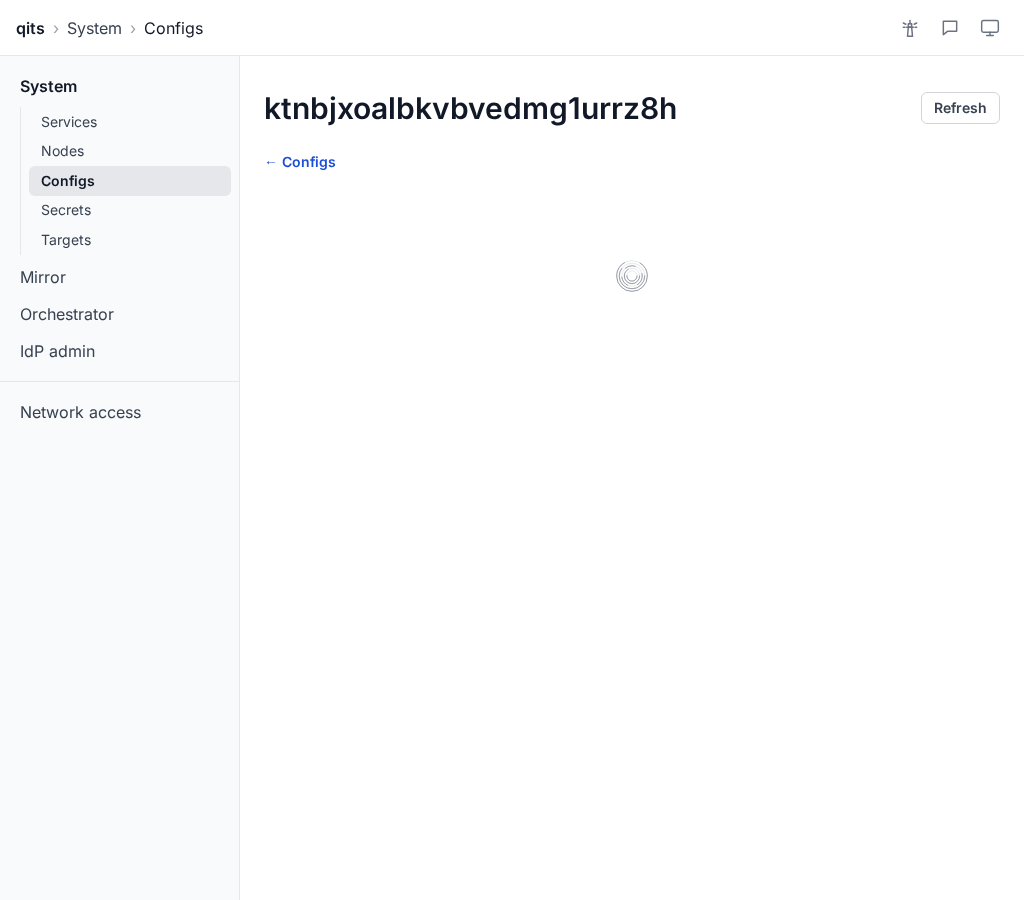 qits › System › Configs
System
Services
Nodes
Configs
Secrets
Targets
Mirror
Orchestrator
IdP admin
Network access
ktnbjxoalbkvbvedmg1urrz8h
Refresh
← Configs